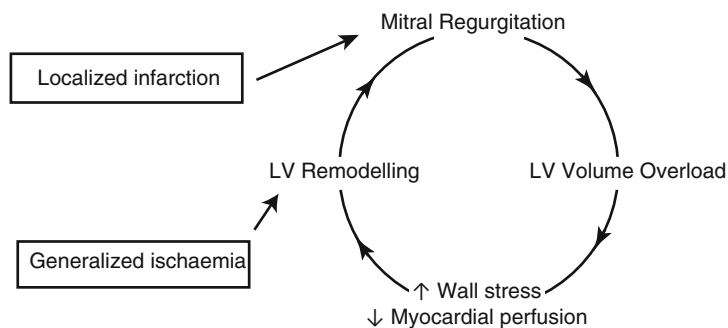 Mitral Regurgitation
Localized infarction
LV Remodelling
LV Volume Overload
Generalized ischaemia
↑ Wall stress
↓ Myocardial perfusion